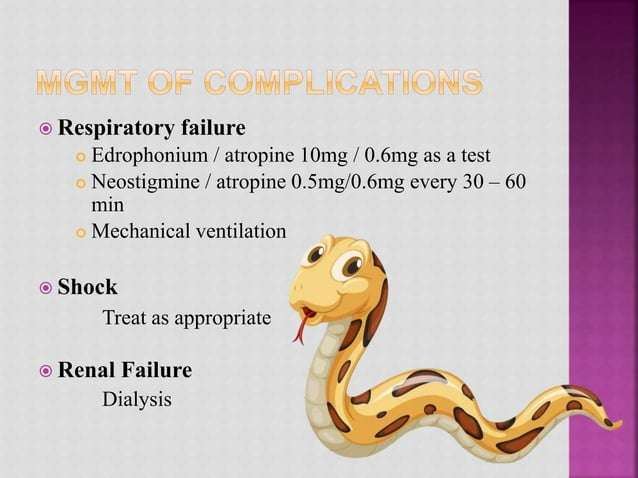 MGMT OF COMPLICATIONS
Respiratory failure
Edrophonium / atropine 10mg / 0.6mg as a test
Neostigmine / atropine 0.5mg/0.6mg every 30 – 60
min
Mechanical ventilation
Shock
Treat as appropriate
Renal Failure
Dialysis